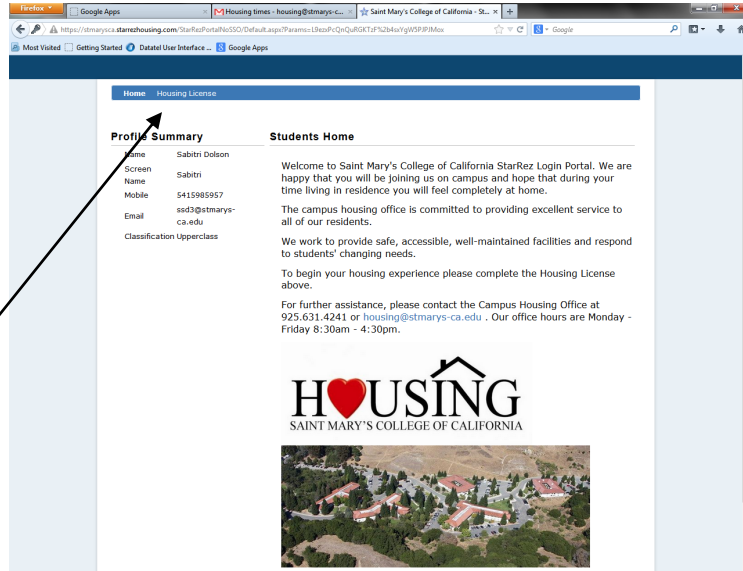 Firefox
Google Apps
Housing times - housing@stmarys-c...
Saint Mary's College of California - St...
https://stmarysca.starrezhousing.com/StarRezPortalNoSSO/Default.aspx?Params=
Google
Most Visited Getting Started Datatel User Interface ... Google Apps
Home Housing License
Profile Summary
Name Sabitri Dolson
Screen Name Sabitri
Mobile 5415985957
Email ssd3@stmarys-
ca.edu
Classification Upperclass
Students Home
Welcome to Saint Mary's College of California StarRez Login Portal. We are
happy that you will be joining us on campus and hope that during your
time living in residence you will feel completely at home.
The campus housing office is committed to providing excellent service to
all of our residents.
We work to provide safe, accessible, well-maintained facilities and respond
to students' changing needs.
To begin your housing experience please complete the Housing License
above.
For further assistance, please contact the Campus Housing Office at
925.631.4241 or housing@stmarys-ca.edu . Our office hours are Monday -
Friday 8:30am - 4:30pm.
HOUSING
SAINT MARY'S COLLEGE OF CALIFORNIA